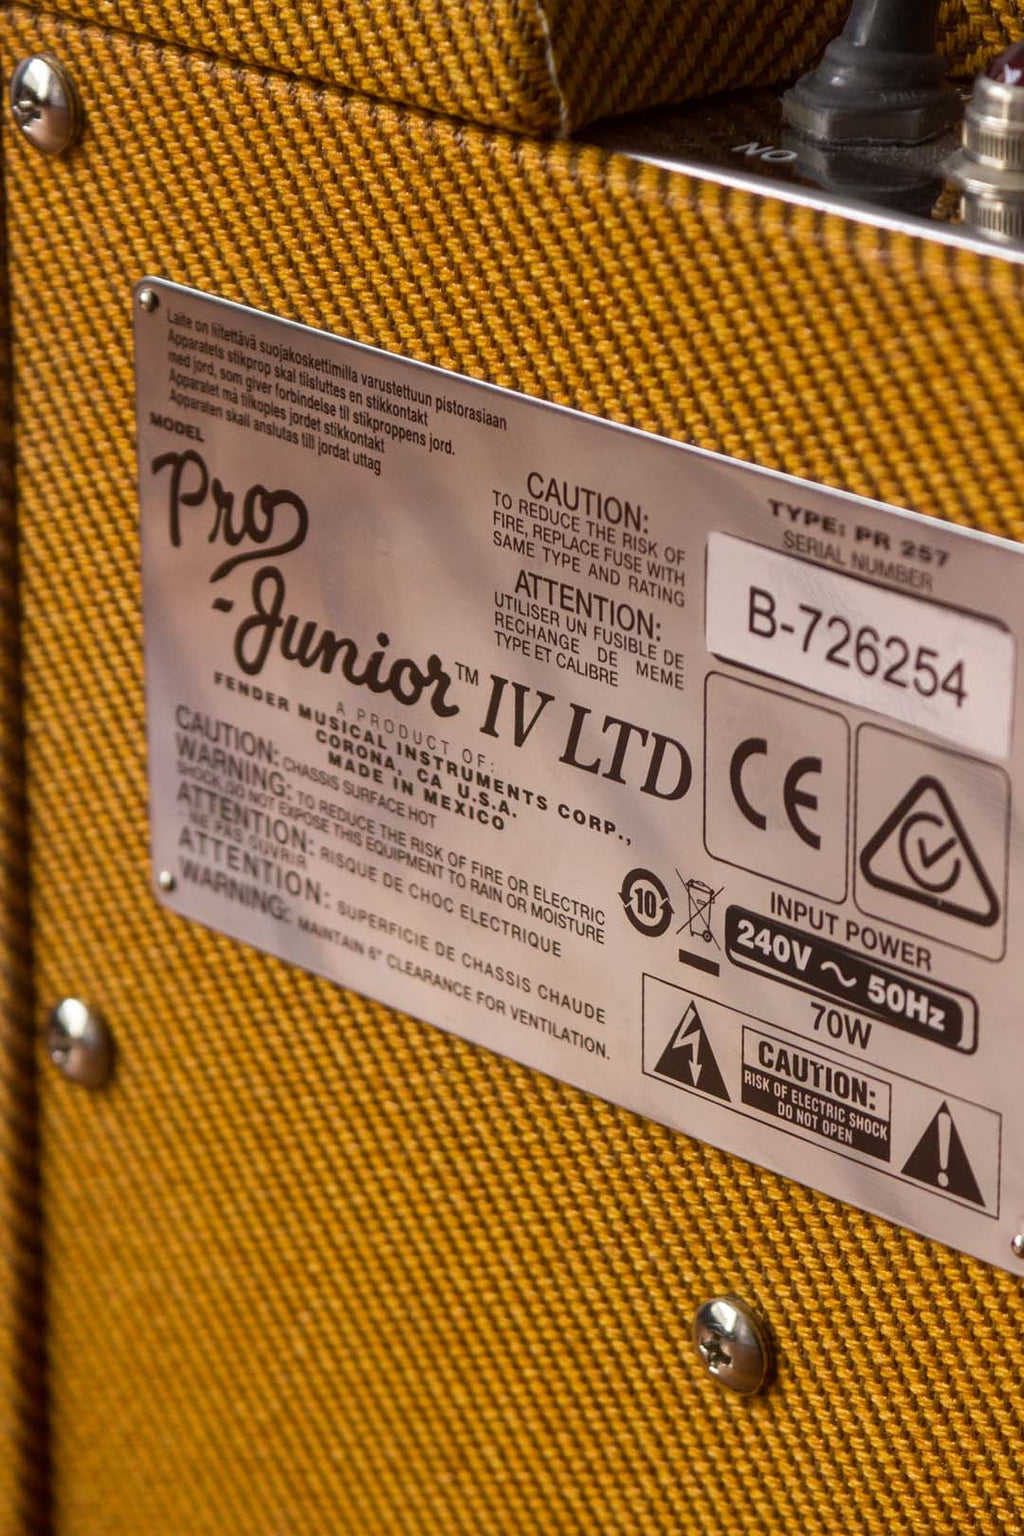 NO
Laite on liitettävä suojakoskettimilla varustettuun pistorasiaan
Apparatets stikprop skal tilsluttes en stikkontakt
med jord, som giver forbindelse til stikproppens jord.
Apparatet må tilkoples jordet stikkontakt
Apparaten skall anslutas till jordat uttag
MODEL
Pro
Junior™ IV LTD
A PRODUCT OF:
FENDER MUSICAL INSTRUMENTS CORP.,
CORONA, CA U.S.A.
MADE IN MEXICO
CAUTION: CHASSIS SURFACE HOT
WARNING: TO REDUCE THE RISK OF FIRE OR ELECTRIC
SHOCK, DO NOT EXPOSE THIS EQUIPMENT TO RAIN OR MOISTURE
ATTENTION: RISQUE DE CHOC ELECTRIQUE
NE PAS OUVRIR
ATTENTION: SUPERFICIE DE CHASSIS CHAUDE
WARNING: MAINTAIN 6" CLEARANCE FOR VENTILATION.
CAUTION:
TO REDUCE THE RISK OF
FIRE, REPLACE FUSE WITH
SAME TYPE AND RATING
ATTENTION:
UTILISER UN FUSIBLE DE
RECHANGE DE MEME
TYPE ET CALIBRE
TYPE: PR 257
SERIAL NUMBER
B-726254
CE
10
INPUT POWER
240V ~ 50Hz
70W
CAUTION:
RISK OF ELECTRIC SHOCK
DO NOT OPEN